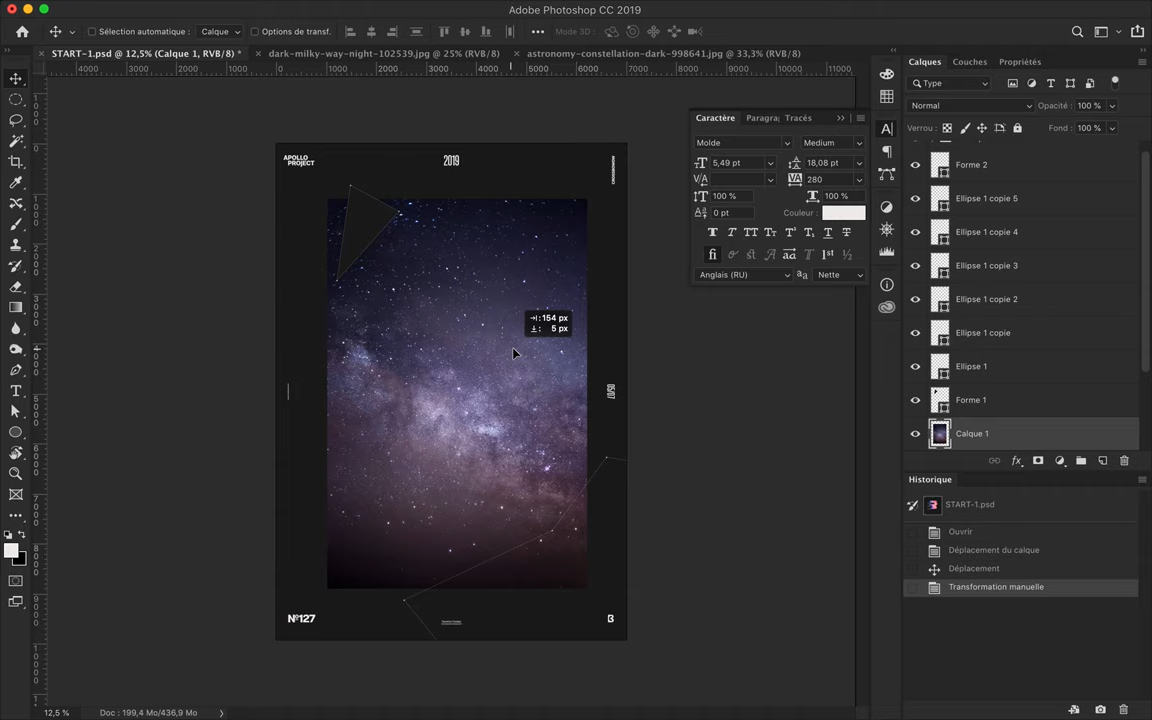 Adobe Photoshop CC 2019
Sélection automatique : Calque Options de transf. Mode 3D :
START-1.psd @ 12,5% (Calque 1, RVB/8) * dark-milky-way-night-102539.jpg @ 25% (RVB/8) astronomy-constellation-dark-998641.jpg @ 33,3% (RVB/8)
4000 3000 2000 1000 0 1000 2000 3000 4000 5000 6000 7000 8000 9000 10000 11000
APOLLO
PROJECT
2019
05/07
→:154 px
↓: 5 px
Nº127
B
Caractère Paragra Tracés
Molde Medium
5,49 pt 18,08 pt
280
100 % 100 %
0 pt Couleur :
Anglais (RU) Nette
Calques Couches Propriétés
Type
Normal Opacité : 100 %
Verrou : Fond : 100 %
Forme 2
Ellipse 1 copie 5
Ellipse 1 copie 4
Ellipse 1 copie 3
Ellipse 1 copie 2
Ellipse 1 copie
Ellipse 1
Forme 1
Calque 1
Historique
START-1.psd
Ouvrir
Déplacement du calque
Déplacement
Transformation manuelle
12,5 % Doc : 199,4 Mo/436,9 Mo